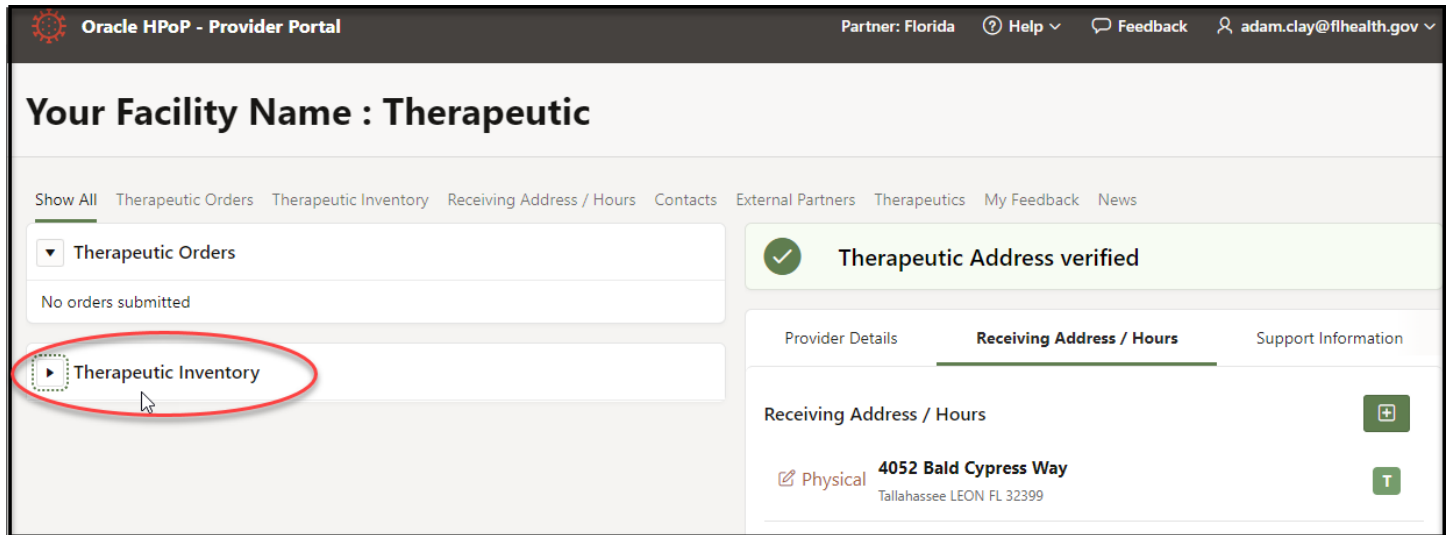 Oracle HPoP - Provider Portal
Partner: Florida
Help
Feedback
adam.clay@flhealth.gov
Your Facility Name : Therapeutic
Show All Therapeutic Orders Therapeutic Inventory Receiving Address / Hours Contacts External Partners Therapeutics My Feedback News
Therapeutic Orders
No orders submitted
Therapeutic Inventory
Therapeutic Address verified
Provider Details Receiving Address / Hours Support Information
Receiving Address / Hours
Physical
4052 Bald Cypress Way
Tallahassee LEON FL 32399
T